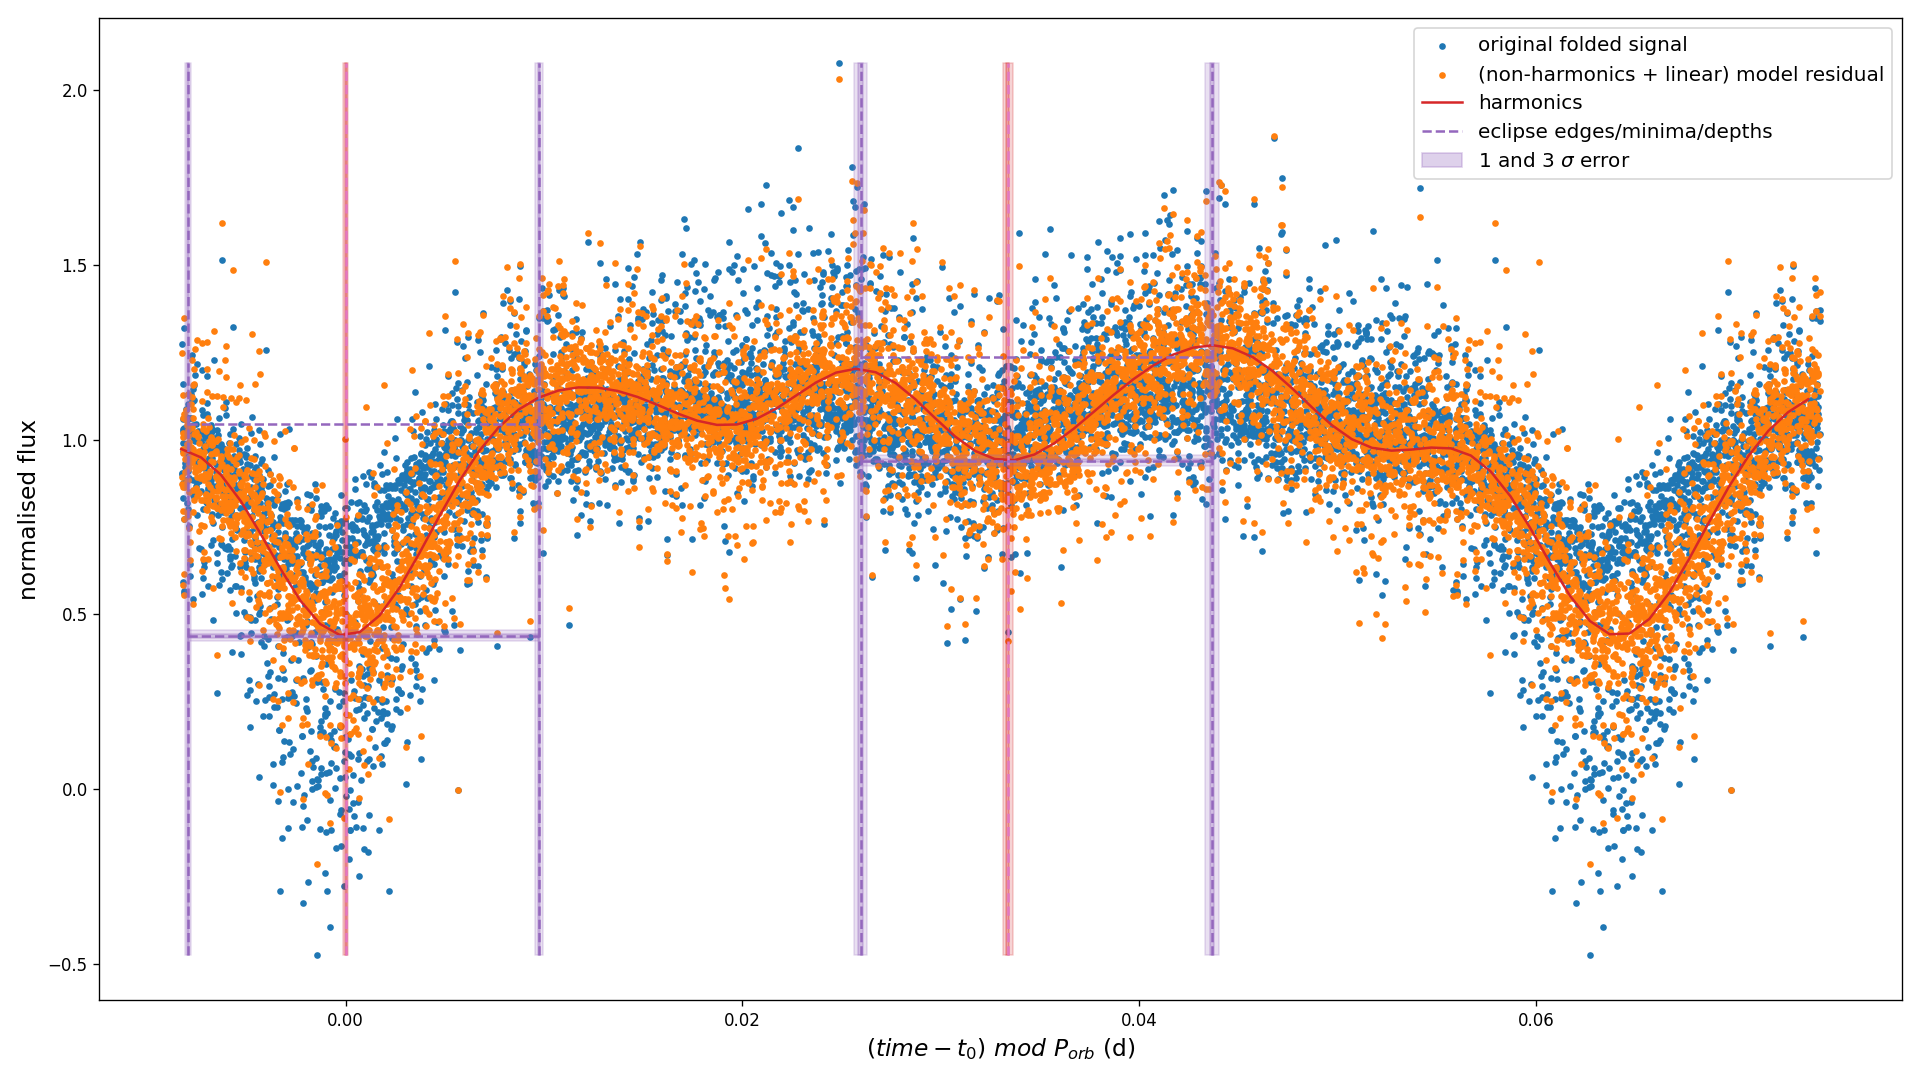 original folded signal
(non-harmonics + linear) model residual
harmonics
eclipse edges/minima/depths
1 and 3 σ error
normalised flux
2.0
1.5
1.0
0.5
0.0
−0.5
0.00 0.02 0.04 0.06
(time − t₀) mod Pₒᵣᵦ (d)